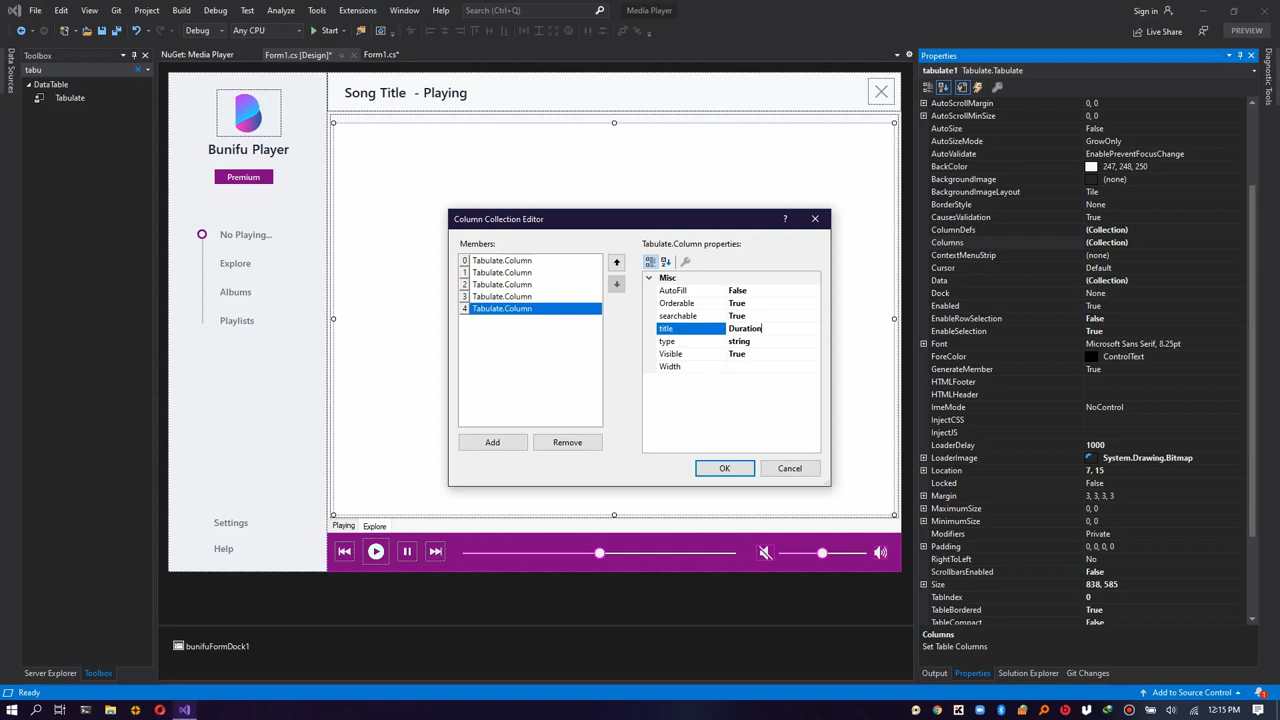 File Edit View Git Project Build Debug Test Analyze Tools Extensions Window Help Search (Ctrl+Q) Media Player Sign in
Debug Any CPU Start Live Share PREVIEW
Data Sources
Toolbox
tabu
DataTable
Tabulate
NuGet: Media Player Form1.cs [Design]* Form1.cs*
Bunifu Player
Premium
No Playing...
Explore
Albums
Playlists
Settings
Help
Song Title - Playing
Column Collection Editor ?
Members:
0 Tabulate.Column
1 Tabulate.Column
2 Tabulate.Column
3 Tabulate.Column
4 Tabulate.Column
Add Remove
Tabulate.Column properties:
Misc
AutoFill False
Orderable True
searchable True
title Duration
type string
Visible True
Width
OK Cancel
Playing Explore
bunifuFormDock1
Properties
tabulate1 Tabulate.Tabulate
AutoScrollMargin 0, 0
AutoScrollMinSize 0, 0
AutoSize False
AutoSizeMode GrowOnly
AutoValidate EnablePreventFocusChange
BackColor 247, 248, 250
BackgroundImage (none)
BackgroundImageLayout Tile
BorderStyle None
CausesValidation True
ColumnDefs (Collection)
Columns (Collection)
ContextMenuStrip (none)
Cursor Default
Data (Collection)
Dock None
Enabled True
EnableRowSelection False
EnableSelection True
Font Microsoft Sans Serif, 8.25pt
ForeColor ControlText
GenerateMember True
HTMLFooter
HTMLHeader
ImeMode NoControl
InjectCSS
InjectJS
LoaderDelay 1000
LoaderImage System.Drawing.Bitmap
Location 7, 15
Locked False
Margin 3, 3, 3, 3
MaximumSize 0, 0
MinimumSize 0, 0
Modifiers Private
Padding 0, 0, 0, 0
RightToLeft No
ScrollbarsEnabled False
Size 838, 585
TabIndex 0
TableBordered True
TableCompact False
Columns
Set Table Columns
Diagnostic Tools
Server Explorer Toolbox
Output Properties Solution Explorer Git Changes
Ready Add to Source Control 1
12:15 PM